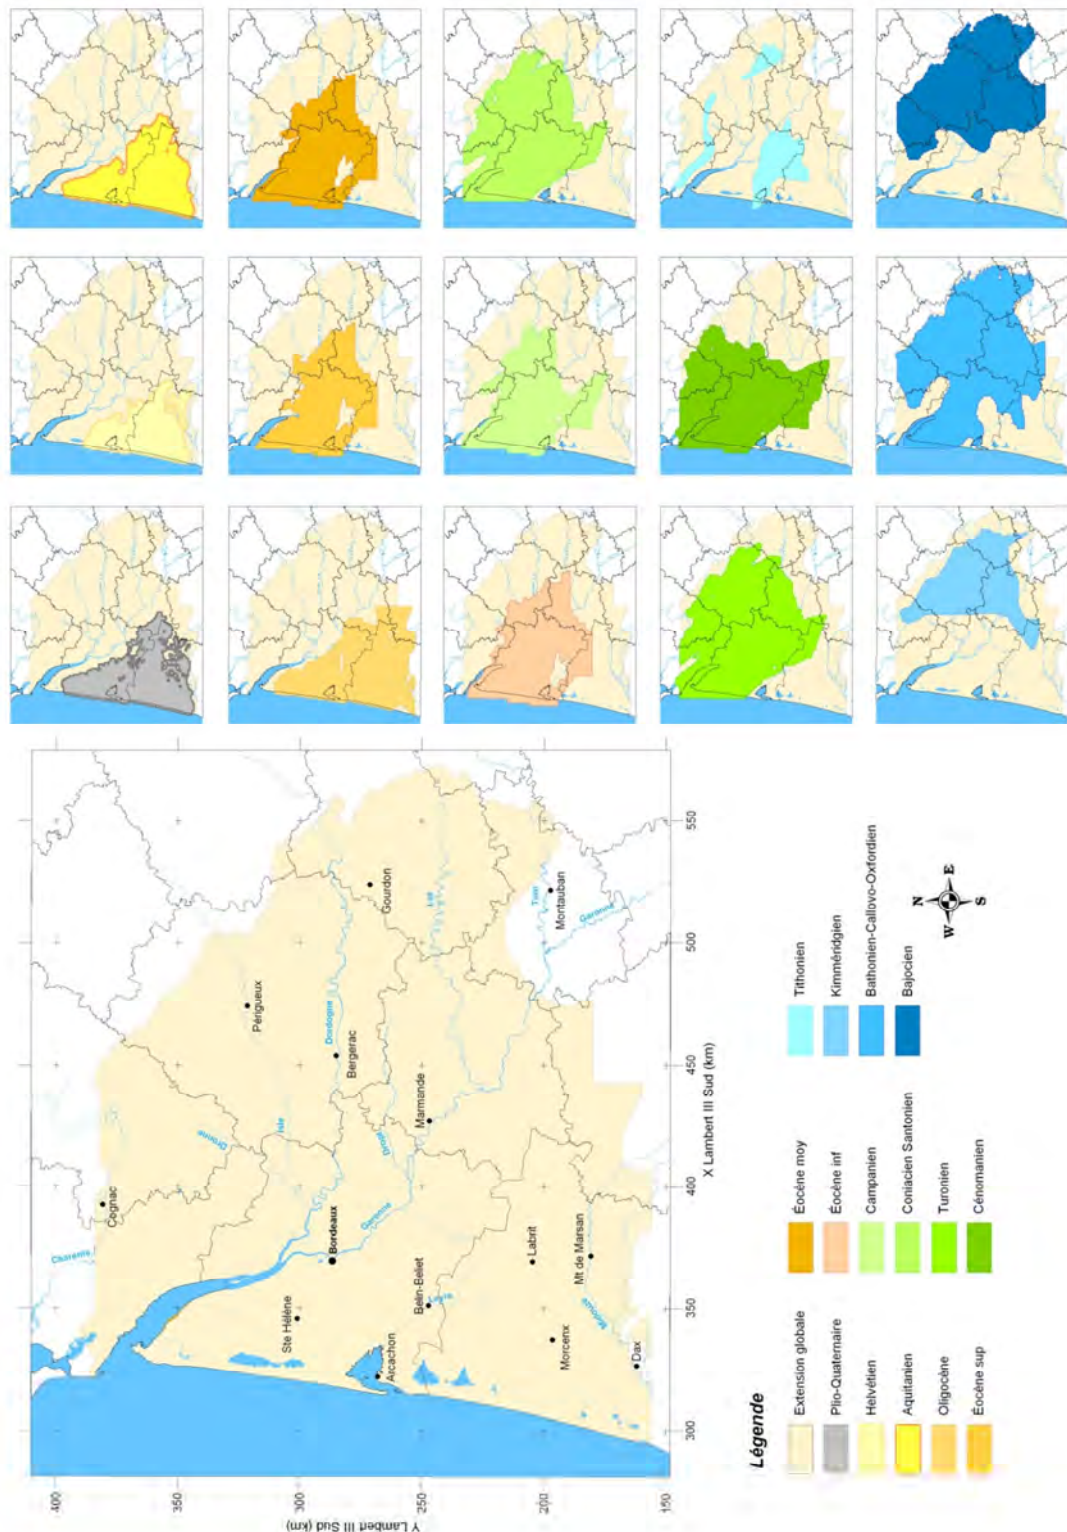 Cognac
Charente
Dronne
Isle
Périgueux
Ste Hélène
Bordeaux
Dordogne
Bergerac
Gourdon
Arcachon
Garonne
Dropt
Lot
Belin-Beliet
Leyre
Marmande
Labrit
Morcenx
Mt de Marsan
Midouze
Dax
Tarn
Montauban
Garonne
400
350
300
250
200
150
Y Lambert III Sud (km)
300
350
400
450
500
550
X Lambert III Sud (km)
Légende
Extension globale
Plio-Quaternaire
Helvétien
Aquitanien
Oligocène
Éocène sup
Éocène moy
Éocène inf
Campanien
Coniacien Santonien
Turonien
Cénomanien
Tithonien
Kimméridgien
Bathonien-Callovo-Oxfordien
Bajocien
N
W
E
S